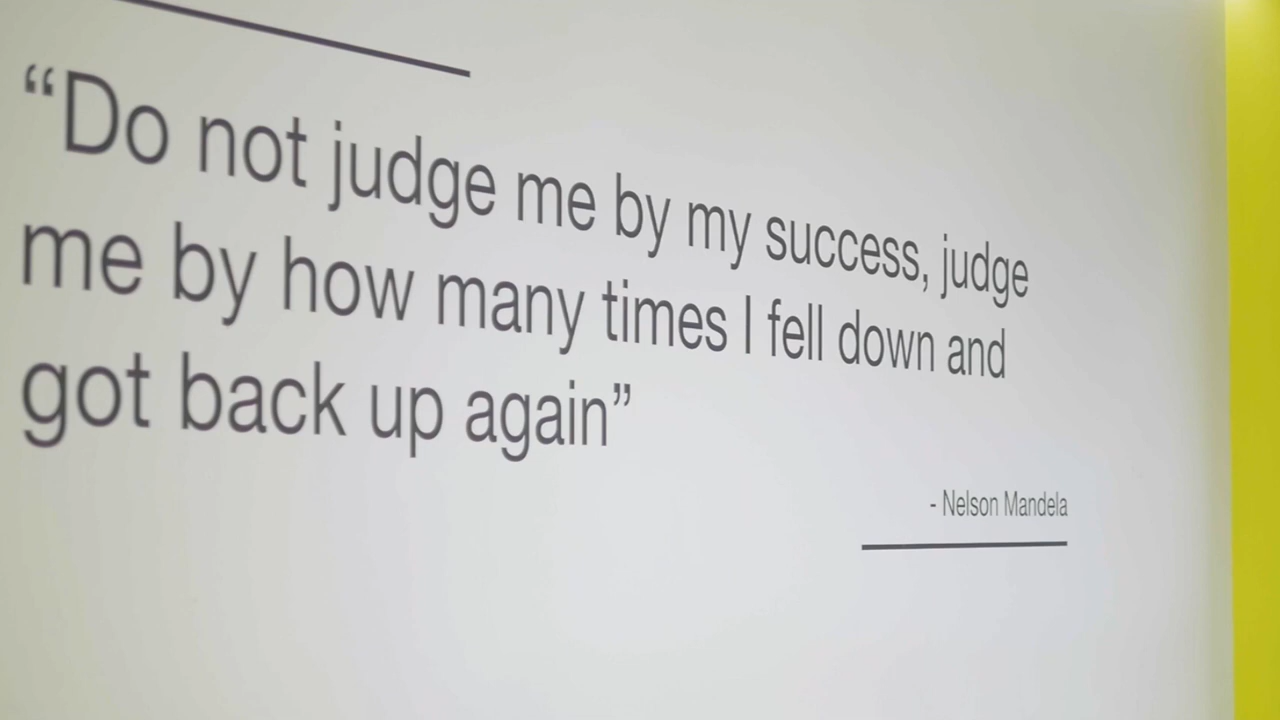 “Do not judge me by my success, judge
me by how many times I fell down and
got back up again”
- Nelson Mandela